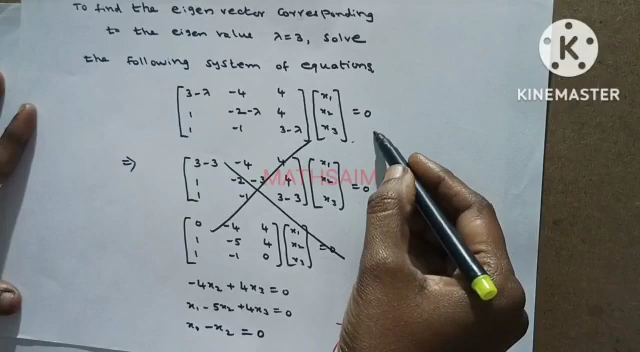 To find the eigen vector corresponding
to the eigen value λ=3, solve
the following system of equations
K
KINEMASTER
[3-λ -4 4] [x1]
[1 -2-λ 4] [x2] = 0
[1 -1 3-λ] [x3]
⇒ [3-3 -4 4] [x1]
[1 -2-3 4] [x2] = 0
[1 -1 3-3] [x3]
MATHSAIM
[0 -4 4] [x1]
[1 -5 4] [x2] = 0
[1 -1 0] [x3]
-4x2 + 4x3 = 0
x1 - 5x2 + 4x3 = 0
x1 - x2 = 0